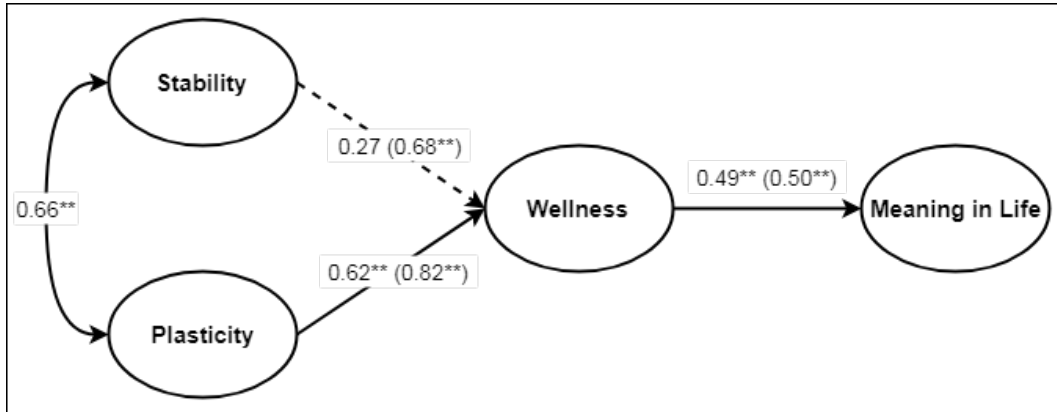 Stability
0.27 (0.68**)
0.66**
Wellness
0.49** (0.50**)
Meaning in Life
0.62** (0.82**)
Plasticity